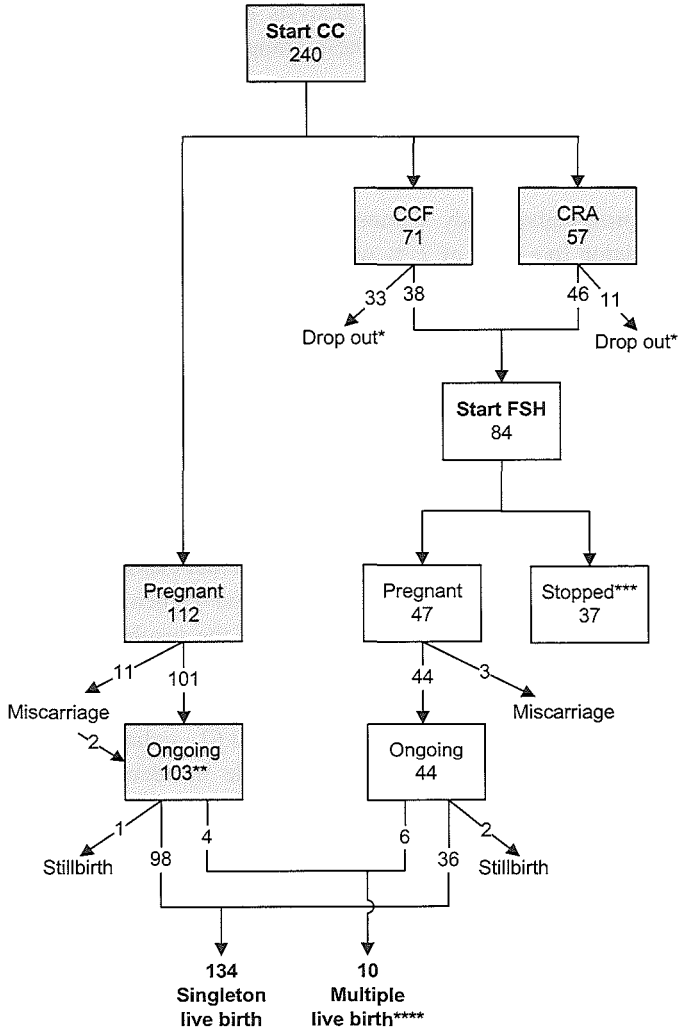 Start CC
240
CCF
71
CRA
57
33
38
46
11
Drop out*
Drop out*
Start FSH
84
Pregnant
112
Pregnant
47
Stopped***
37
11
101
44
3
Miscarriage
Miscarriage
2
Ongoing
103**
Ongoing
44
1
98
4
6
36
2
Stillbirth
Stillbirth
134
Singleton
live birth
10
Multiple
live birth****